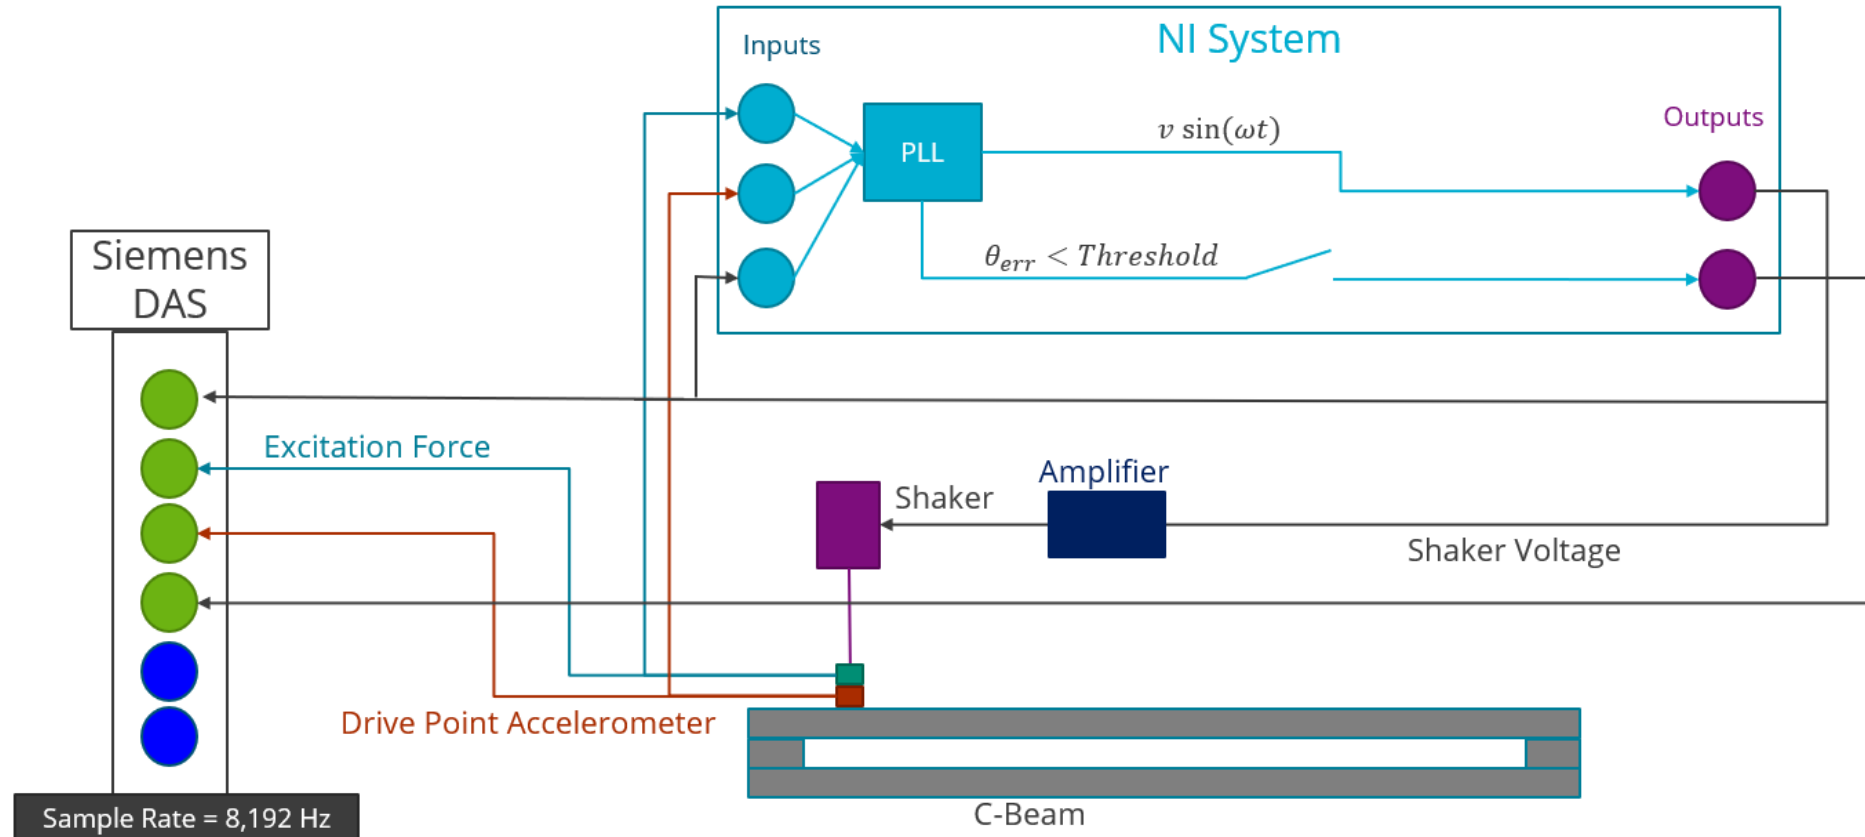 NI System
Inputs
Outputs
v sin(ωt)
PLL
θ_err < Threshold
Siemens
DAS
Excitation Force
Amplifier
Shaker
Shaker Voltage
Drive Point Accelerometer
C-Beam
Sample Rate = 8,192 Hz